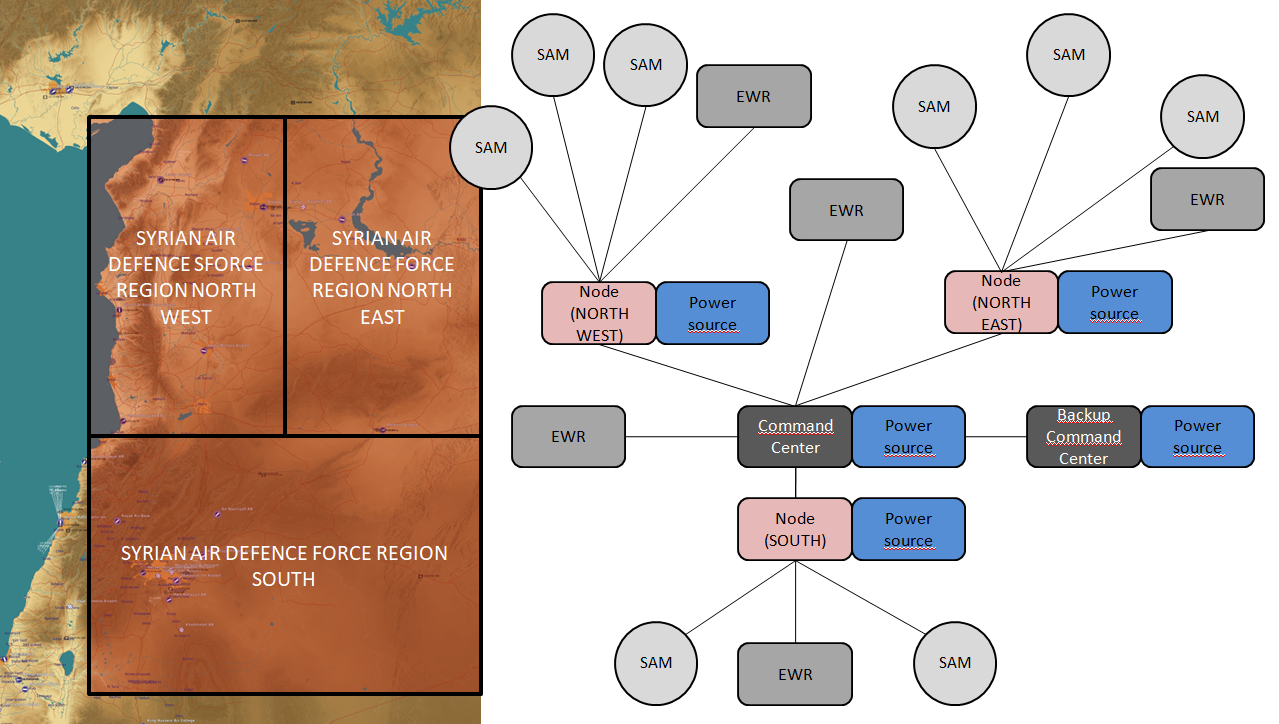 SYRIAN AIR
DEFENCE SFORCE
REGION NORTH
WEST
SYRIAN AIR
DEFENCE FORCE
REGION NORTH
EAST
SYRIAN AIR DEFENCE FORCE REGION
SOUTH
SAM
SAM
SAM
EWR
Node
(NORTH
WEST)
Power
source
EWR
SAM
SAM
SAM
EWR
Node
(NORTH
EAST)
Power
source
EWR
Command
Center
Power
source
Backup
Command
Center
Power
source
Node
(SOUTH)
Power
source
SAM
EWR
SAM